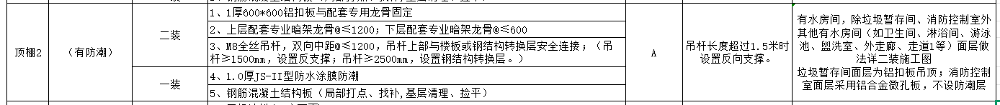 1、1厚600*600铝扣板与配套专用龙骨固定
二装
2、上层配套专业暗架龙骨@≤1200；下层配套专业暗架龙骨@≤600
3、M8全丝吊杆，双向中距@≤1200，吊杆上部与楼板或钢结构转换层安全连接；（吊
杆≥1500mm，设置反支撑；吊杆≥2500mm，设置钢结构转换层。）
顶棚2
（有防潮）
一装
4、1.0厚JS-II型防水涂膜防潮
5、钢筋混凝土结构板（局部打点、找补,基层清理、捡平）
A
吊杆长度超过1.5米时
设置反向支撑。
有水房间，除垃圾暂存间、消防控制室外
其他有水房间（如卫生间、淋浴间、游泳
池、盥洗室、外走廊、走道1等）面层做
法详二装施工图
垃圾暂存间面层为铝扣板吊顶；消防控制
室面层采用铝合金微孔板，不设防潮层